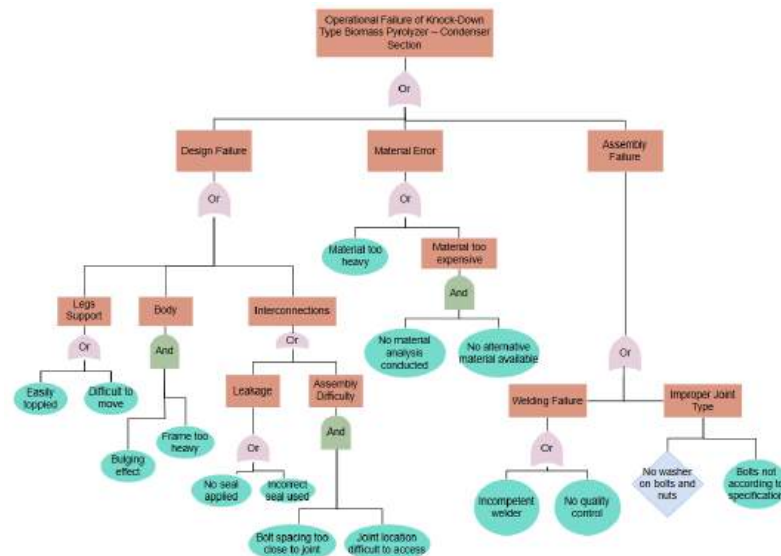 Operational Failure of Knock-Down
Type Biomass Pyrolyzer – Condenser
Section
Or
Design Failure
Material Error
Assembly
Failure
Or
Or
Material too
heavy
Material too
expensive
Legs
Support
Body
Interconnections
And
Or
And
Or
No material
analysis
conducted
No alternative
material available
Or
Easily
toppled
Difficult to
move
Leakage
Assembly
Difficulty
Welding Failure
Improper Joint
Type
Bulging
effect
Frame too
heavy
Or
And
Or
No washer
on bolts and
nuts
Bolts not
according to
specification
No seal
applied
Incorrect
seal used
Incompetent
welder
No quality
control
Bolt spacing too
close to joint
Joint location
difficult to access